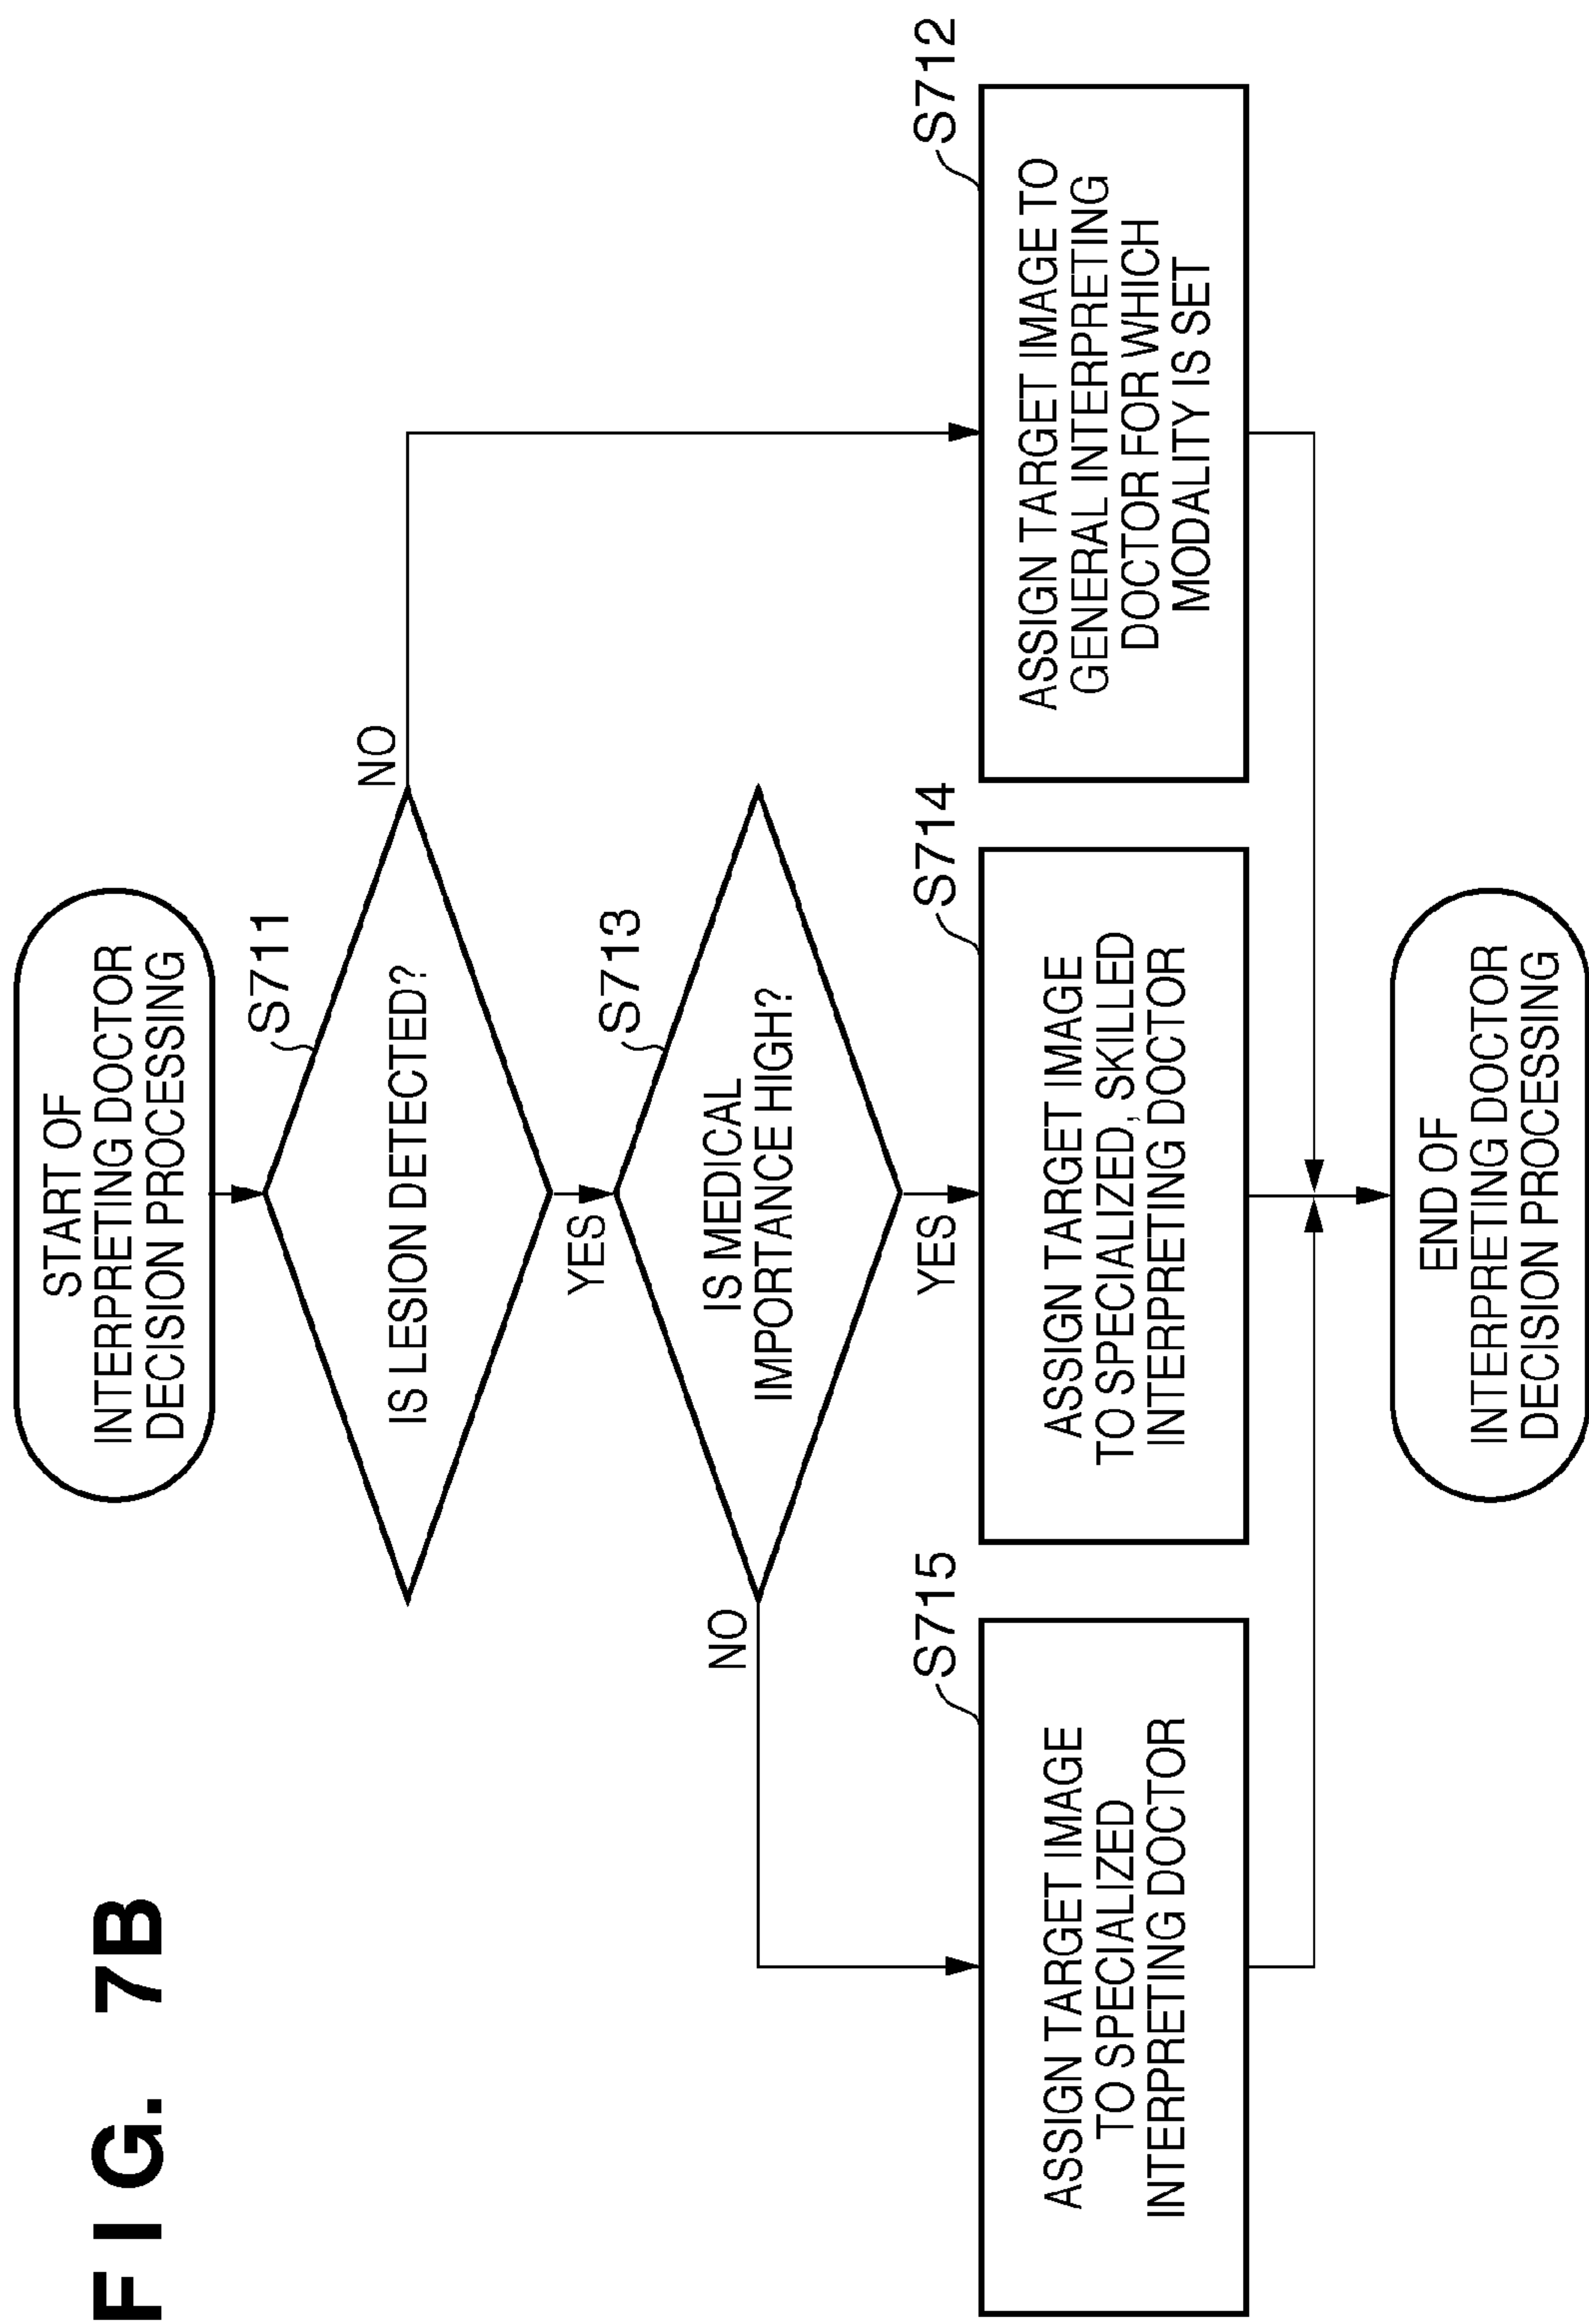 FIG. 7B
START OF
INTERPRETING DOCTOR
DECISION PROCESSING
S711
IS LESION DETECTED?
NO
YES
S713
IS MEDICAL
IMPORTANCE HIGH?
NO
YES
S715
ASSIGN TARGET IMAGE
TO SPECIALIZED
INTERPRETING DOCTOR
S714
ASSIGN TARGET IMAGE
TO SPECIALIZED, SKILLED
INTERPRETING DOCTOR
S712
ASSIGN TARGET IMAGE TO
GENERAL INTERPRETING
DOCTOR FOR WHICH
MODALITY IS SET
END OF
INTERPRETING DOCTOR
DECISION PROCESSING